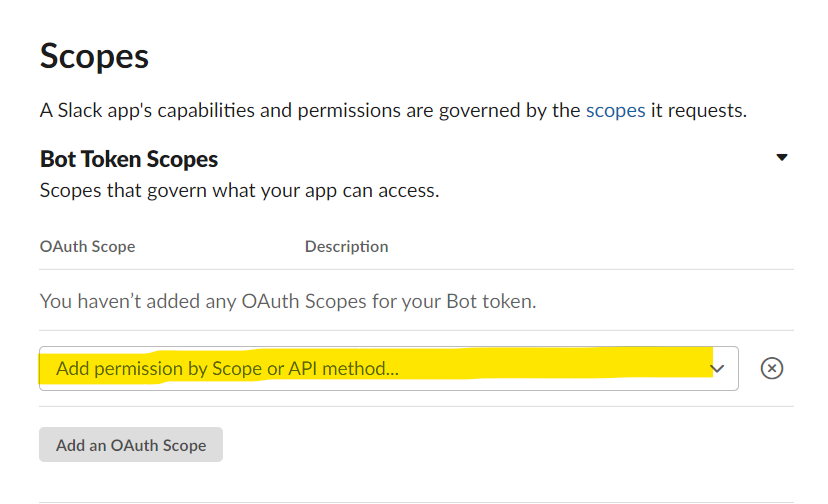 Scopes
A Slack app's capabilities and permissions are governed by the scopes it requests.
Bot Token Scopes
Scopes that govern what your app can access.
OAuth Scope Description
You haven’t added any OAuth Scopes for your Bot token.
Add permission by Scope or API method...
Add an OAuth Scope